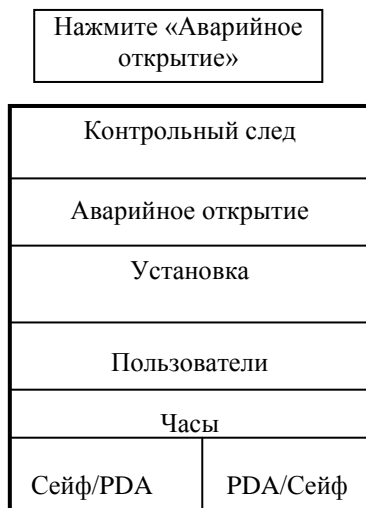 Нажмите «Аварийное
открытие»
Контрольный след
Аварийное открытие
Установка
Пользователи
Часы
Сейф/PDA
PDA/Сейф